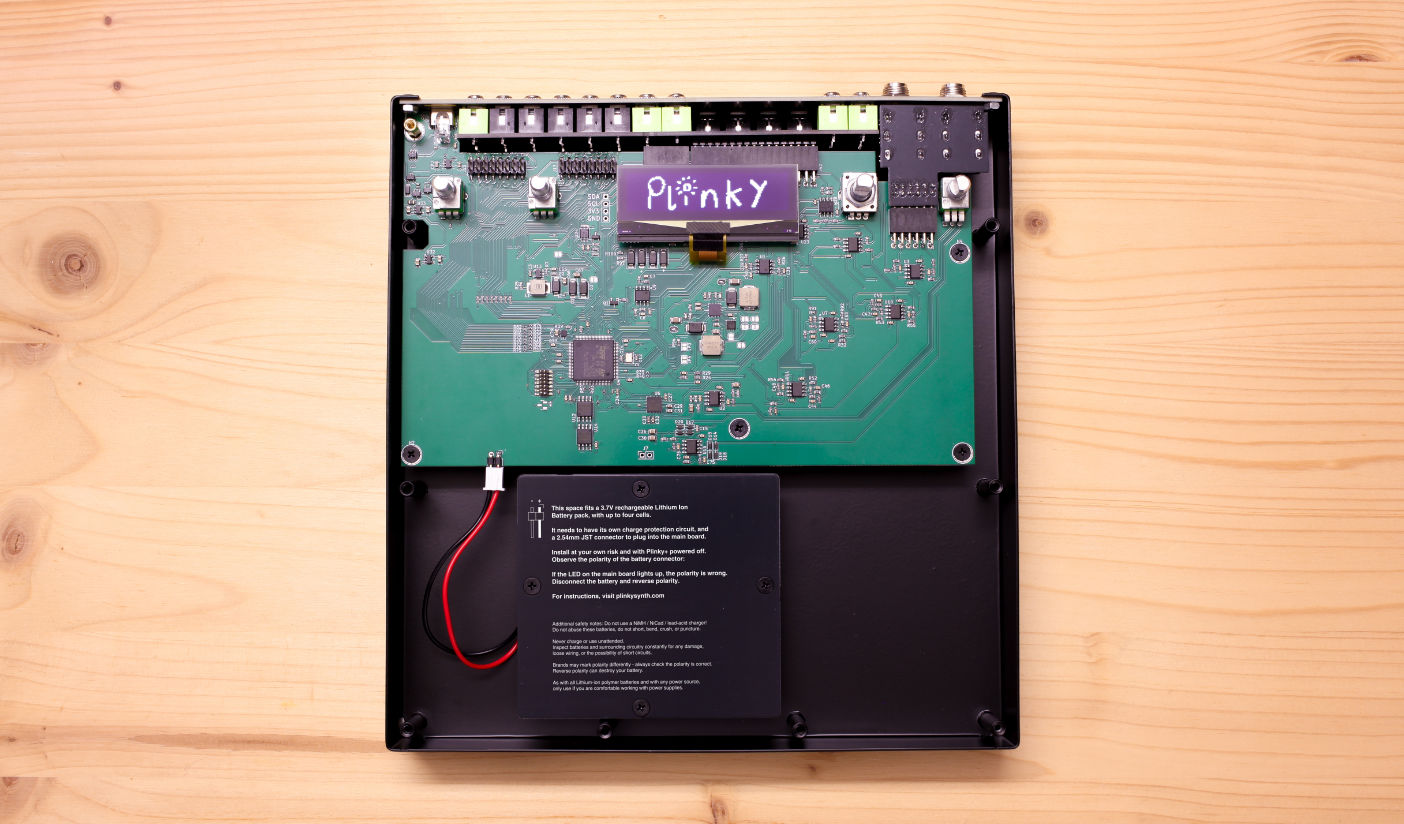 Plinky
SDA
SCL
3V3
GND
- +
This space fits a 3.7V rechargeable Lithium Ion
Battery pack, with up to four cells.
It needs to have its own charge protection circuit, and
a 2.54mm JST connector to plug into the main board.
Install at your own risk and with Plinky+ powered off.
Observe the polarity of the battery connector:
If the LED on the main board lights up, the polarity is wrong.
Disconnect the battery and reverse polarity.
For instructions, visit plinkysynth.com
Additional safety notes: Do not use a NiMH / NiCad / lead-acid charger!
Do not abuse these batteries, do not short, bend, crush, or puncture.
Never charge or use unattended.
Inspect batteries and surrounding circuitry constantly for any damage,
loose wiring, or the possibility of short circuits.
Brands may mark polarity differently - always check the polarity is correct.
Reverse polarity can destroy your battery.
As with all Lithium-ion polymer batteries and with any power source,
only use if you are comfortable working with power supplies.